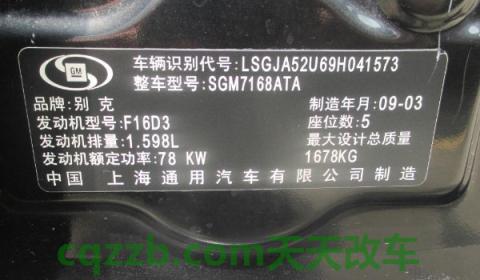 GM
车辆识别代号:LSGJA52U69H041573
整车型号:SGM7168ATA
品牌:别克 制造年月:09-03
发动机型号:F16D3 座位数:5
发动机排量:1.598L 最大设计总质量
发动机额定功率:78 KW 1678KG
中国 上海通用汽车有限公司制造
cqzzb.com天天改车